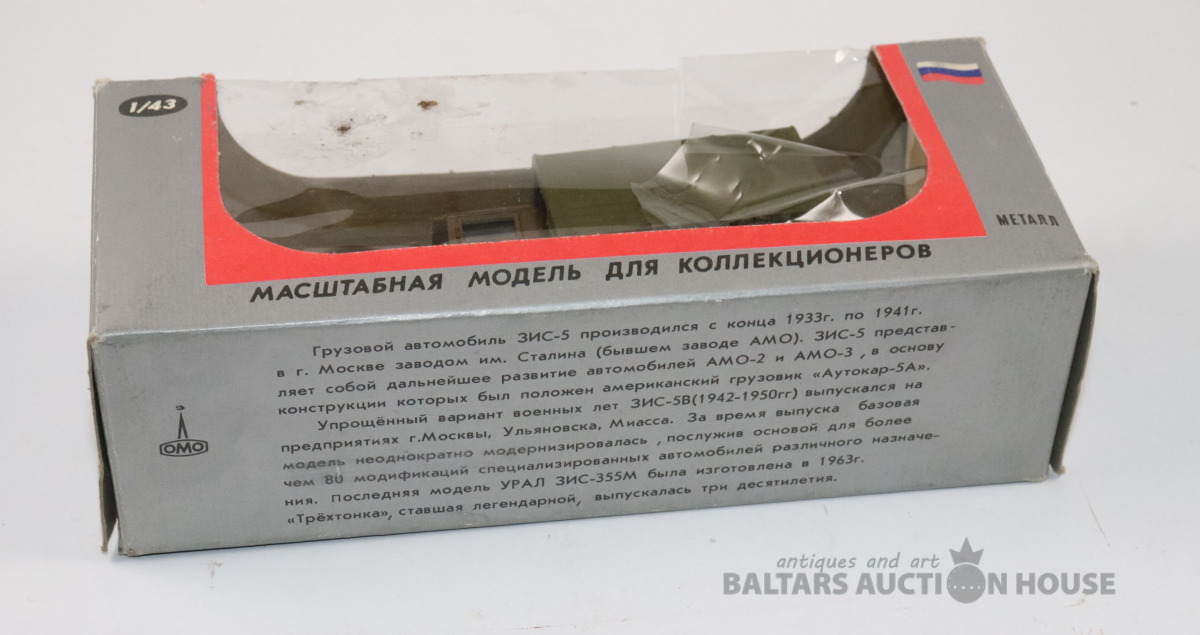 1/43
МЕТАЛЛ
МАСШТАБНАЯ МОДЕЛЬ ДЛЯ КОЛЛЕКЦИОНЕРОВ
Грузовой автомобиль ЗИС-5 производился с конца 1933г. по 1941г.
в г. Москве заводом им. Сталина (бывшем заводе АМО). ЗИС-5 представ-
ляет собой дальнейшее развитие автомобилей АМО-2 и АМО-3 , в основу
конструкции которых был положен американский грузовик «Аутокар-5А».
Упрощённый вариант военных лет ЗИС-5В(1942-1950гг) выпускался на
предприятиях г.Москвы, Ульяновска, Миасса. За время выпуска базовая
модель неоднократно модернизировалась , послужив основой для более
чем 80 модификаций специализированных автомобилей различного назначе-
ния. Последняя модель УРАЛ ЗИС-355М была изготовлена в 1963г.
«Трёхтонка», ставшая легендарной, выпускалась три десятилетия.
ОМО
antiques and art
BALTARS AUCTION HOUSE